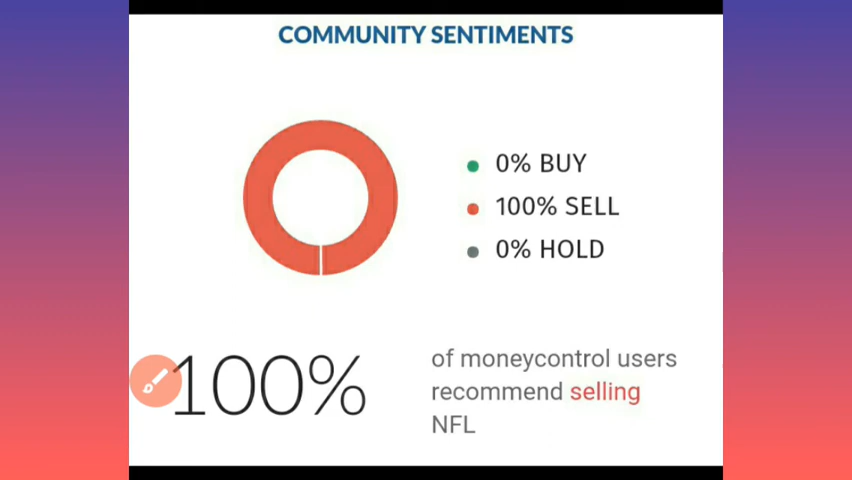 COMMUNITY SENTIMENTS
0% BUY
100% SELL
0% HOLD
100%
of moneycontrol users
recommend selling
NFL